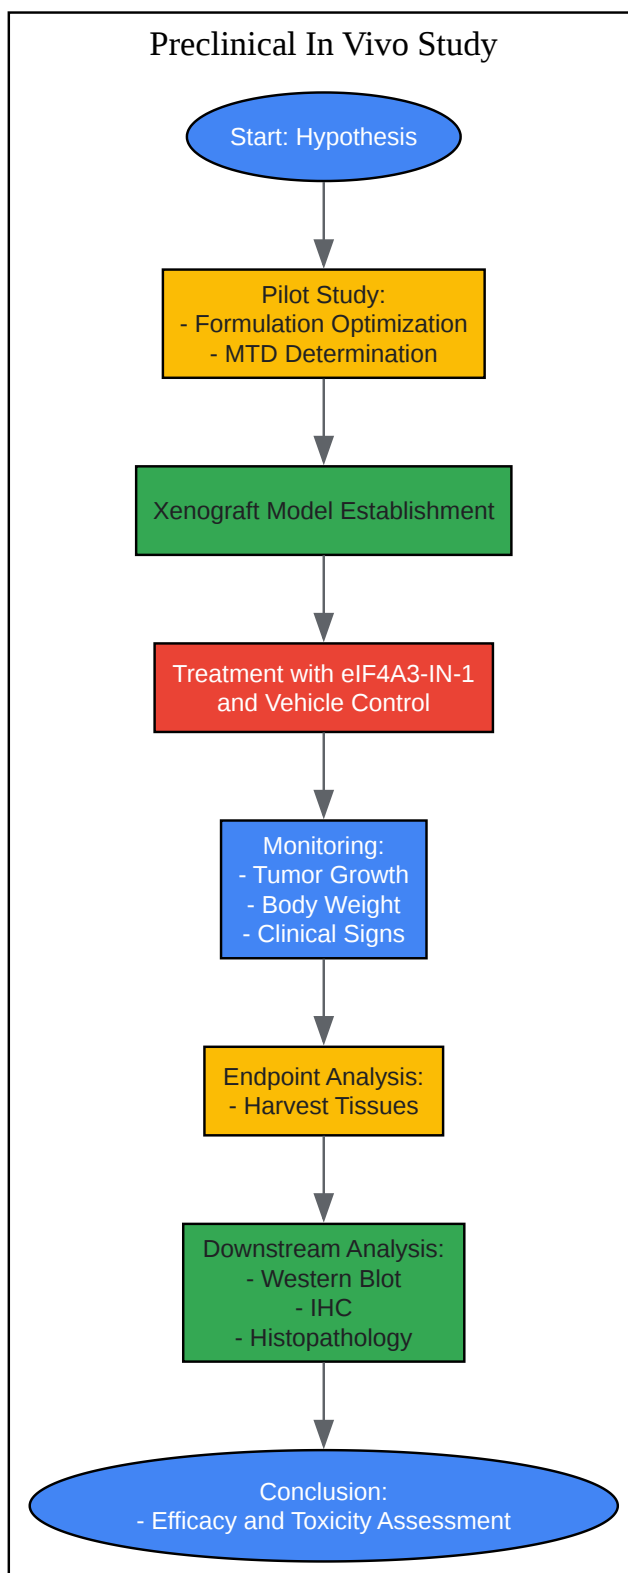 Preclinical In Vivo Study
Start: Hypothesis
Pilot Study:
- Formulation Optimization
- MTD Determination
Xenograft Model Establishment
Treatment with eIF4A3-IN-1
and Vehicle Control
Monitoring:
- Tumor Growth
- Body Weight
- Clinical Signs
Endpoint Analysis:
- Harvest Tissues
Downstream Analysis:
- Western Blot
- IHC
- Histopathology
Conclusion:
- Efficacy and Toxicity Assessment